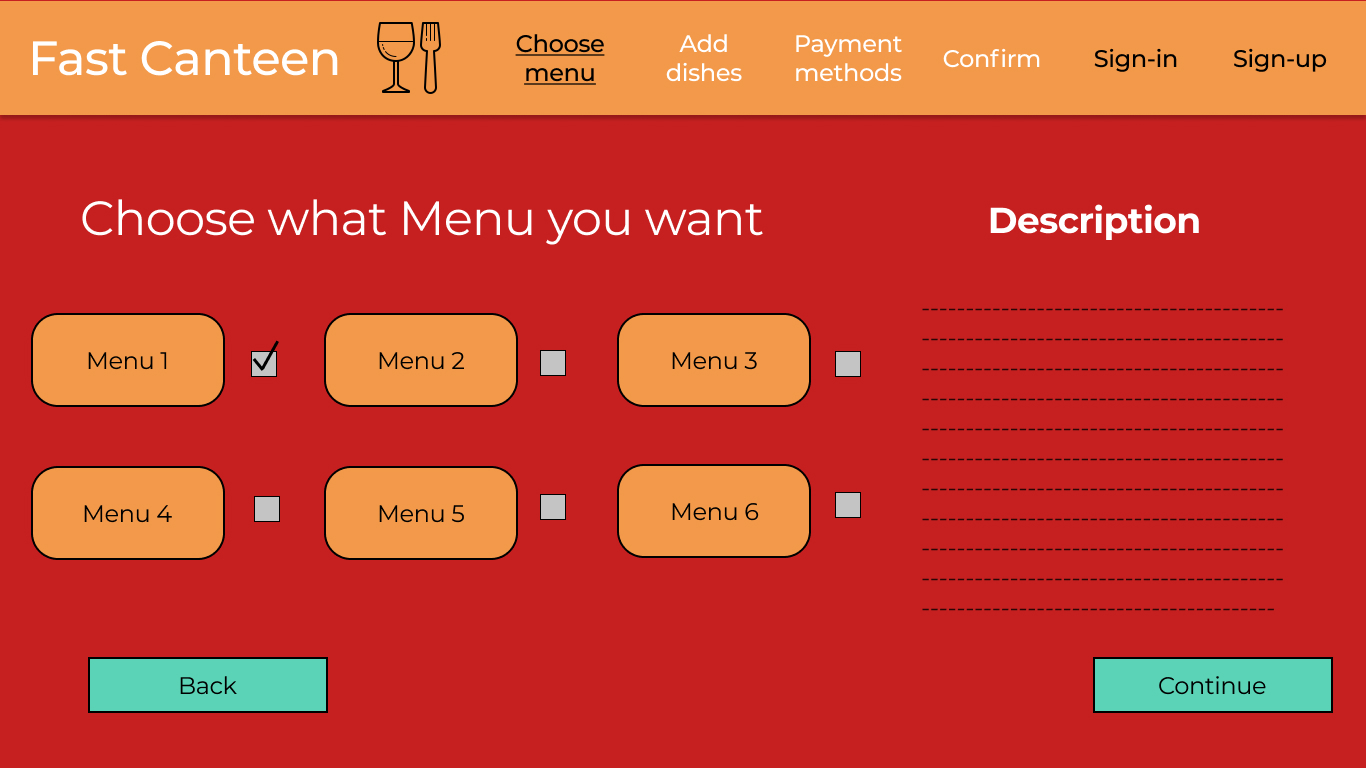 Fast Canteen
Choose
menu
Add
dishes
Payment
methods
Confirm
Sign-in
Sign-up
Choose what Menu you want
Description
Menu 1
Menu 2
Menu 3
Menu 4
Menu 5
Menu 6
Back
Continue